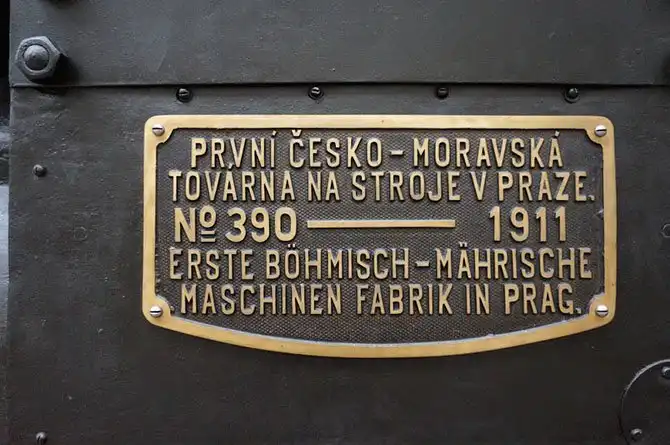 PRVNÍ ČESKO-MORAVSKÁ
TOVÁRNA NA STROJE V PRAZE.
No 390 — 1911
ERSTE BÖHMISCH-MÄHRISCHE
MASCHINEN FABRIK IN PRAG.